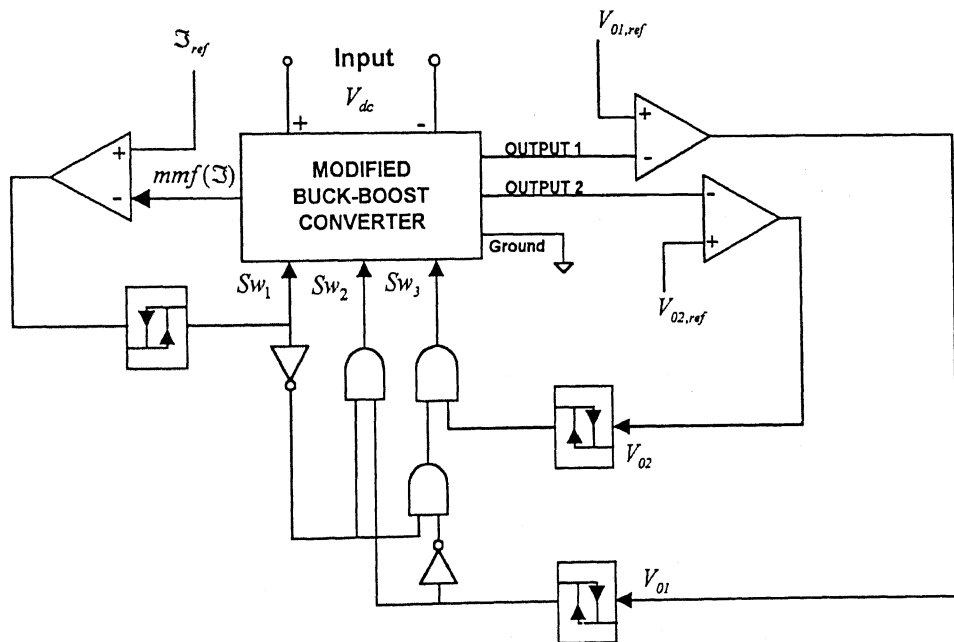 ℑref
Input
Vdc
+
-
V01,ref
+
-
+
-
mmf(ℑ)
MODIFIED
BUCK-BOOST
CONVERTER
OUTPUT 1
OUTPUT 2
Ground
-
+
V02,ref
Sw1
Sw2
Sw3
V02
V01